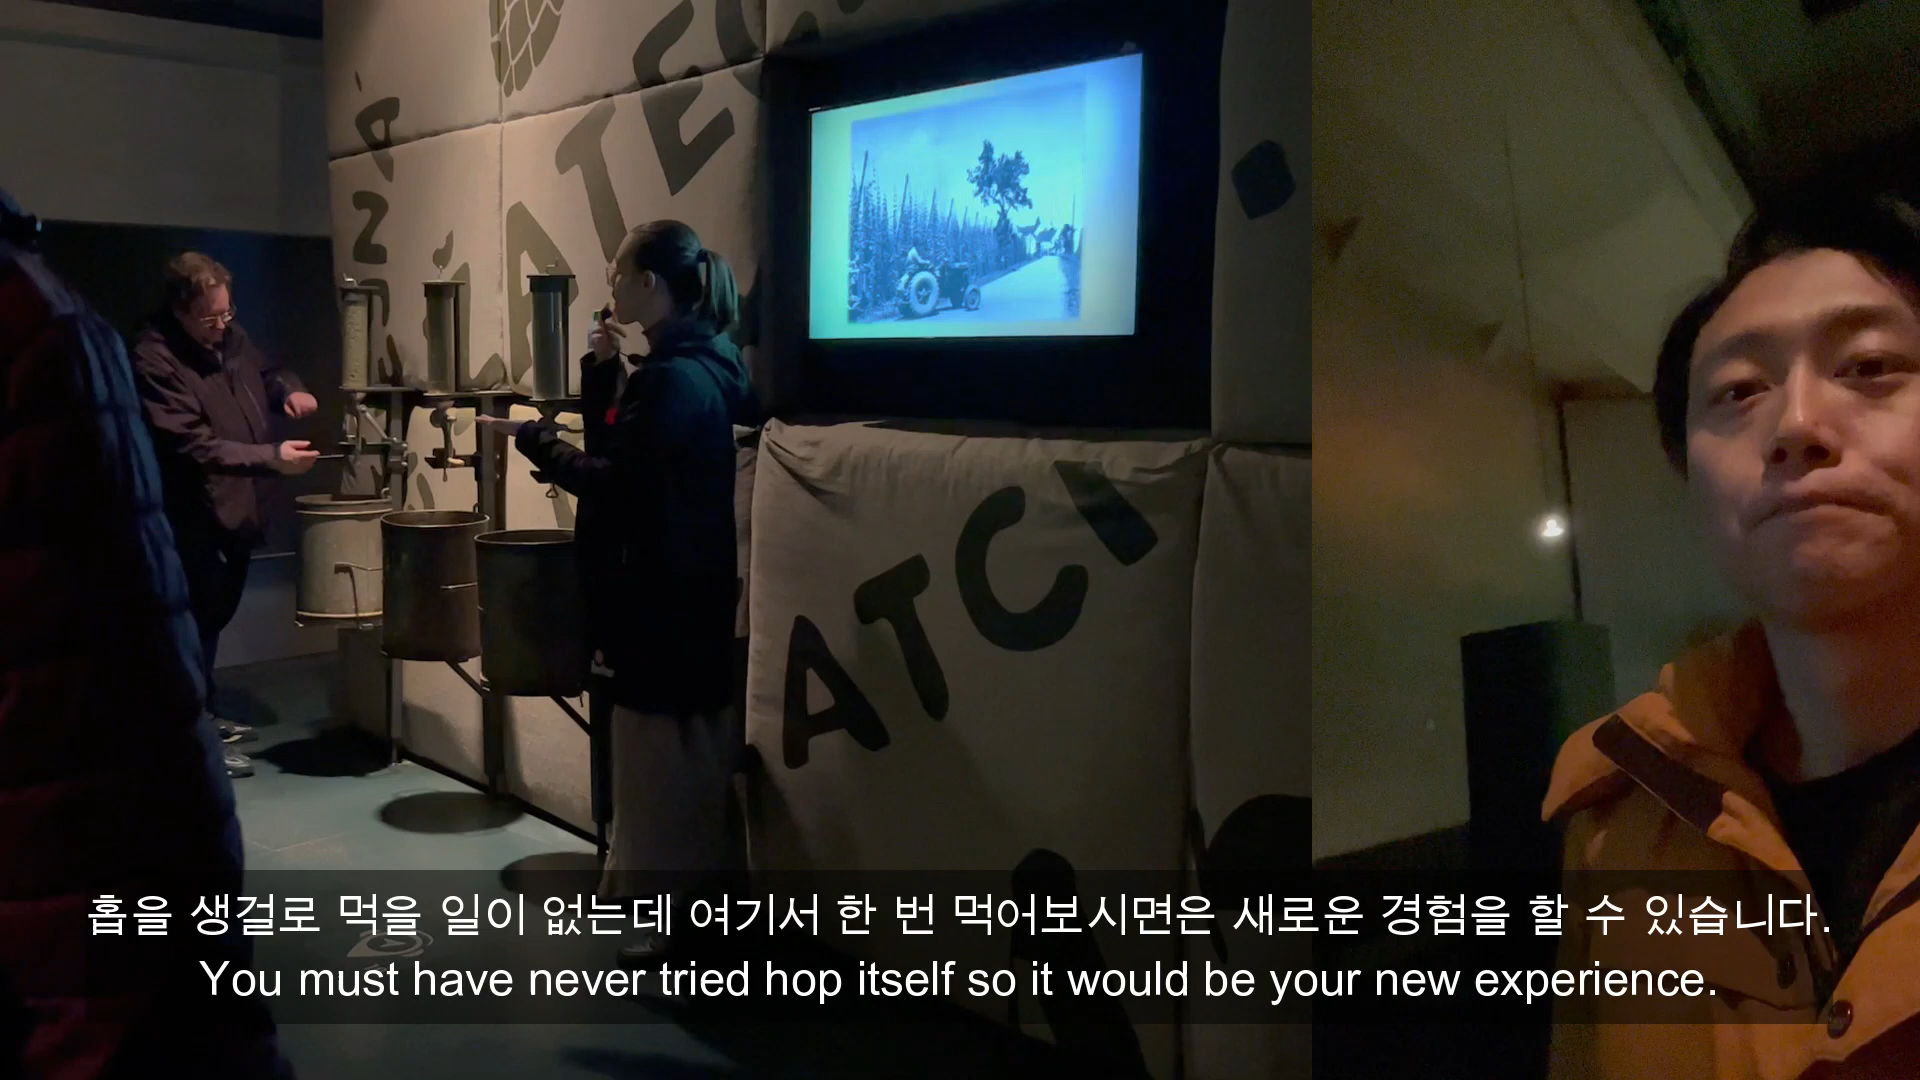 ATCI
홉을 생걸로 먹을 일이 없는데 여기서 한 번 먹어보시면은 새로운 경험을 할 수 있습니다.
You must have never tried hop itself so it would be your new experience.